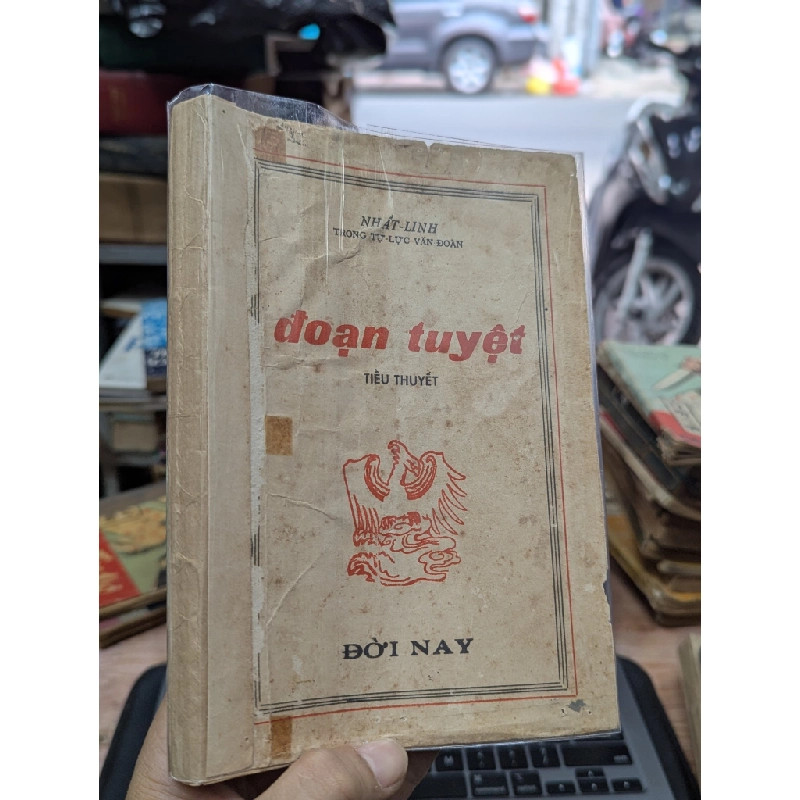 NHẤT-LINH
TRONG TỰ-LỰC VĂN ĐOÀN
đoạn tuyệt
TIỂU THUYẾT
ĐỜI NAY